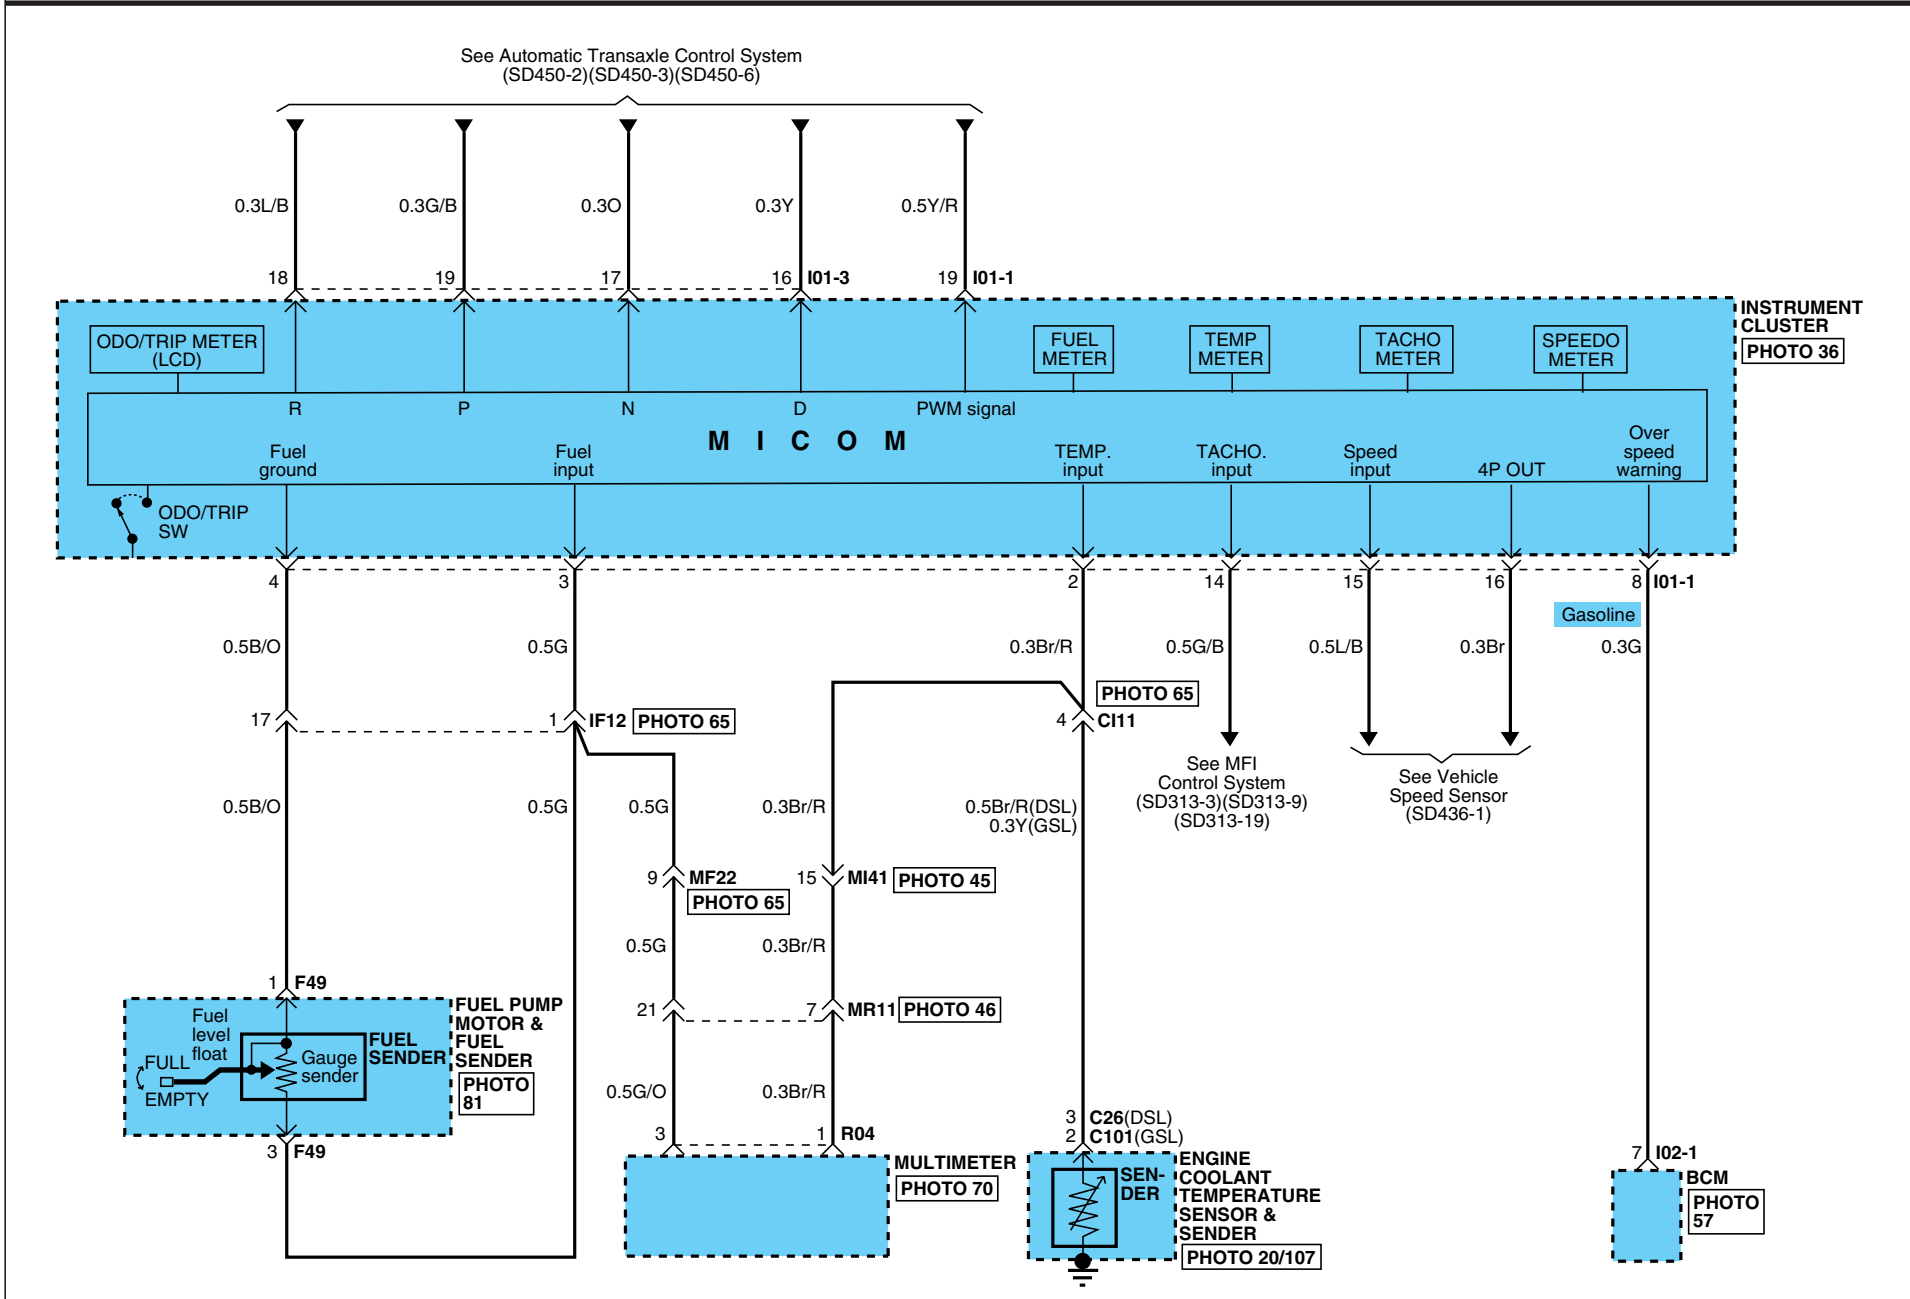 See Automatic Transaxle Control System
(SD450-2)(SD450-3)(SD450-6)
0.3L/B
0.3G/B
0.3O
0.3Y
0.5Y/R
18
19
17
16 I01-3
19 I01-1
INSTRUMENT
CLUSTER
PHOTO 36
ODO/TRIP METER
(LCD)
FUEL
METER
TEMP
METER
TACHO
METER
SPEEDO
METER
R
P
N
D
PWM signal
M I C O M
Fuel
ground
Fuel
input
TEMP.
input
TACHO.
input
Speed
input
4P OUT
Over
speed
warning
ODO/TRIP
SW
4
3
2
14
15
16
8 I01-1
Gasoline
0.5B/O
0.5G
0.3Br/R
0.5G/B
0.5L/B
0.3Br
0.3G
17
1 IF12 PHOTO 65
PHOTO 65
4 CI11
See MFI
Control System
(SD313-3)(SD313-9)
(SD313-19)
See Vehicle
Speed Sensor
(SD436-1)
0.5B/O
0.5G
0.5G
0.3Br/R
0.5Br/R(DSL)
0.3Y(GSL)
9 MF22
PHOTO 65
15 MI41 PHOTO 45
0.5G
0.3Br/R
1 F49
21
7 MR11 PHOTO 46
FUEL PUMP
MOTOR &
FUEL
SENDER
PHOTO
81
Fuel
level
float
FULL
EMPTY
FUEL
SENDER
Gauge
sender
0.5G/O
0.3Br/R
3 F49
3
1 R04
MULTIMETER
PHOTO 70
3 C26(DSL)
2 C101(GSL)
SEN-
DER
ENGINE
COOLANT
TEMPERATURE
SENSOR &
SENDER
PHOTO 20/107
7 I02-1
BCM
PHOTO
57